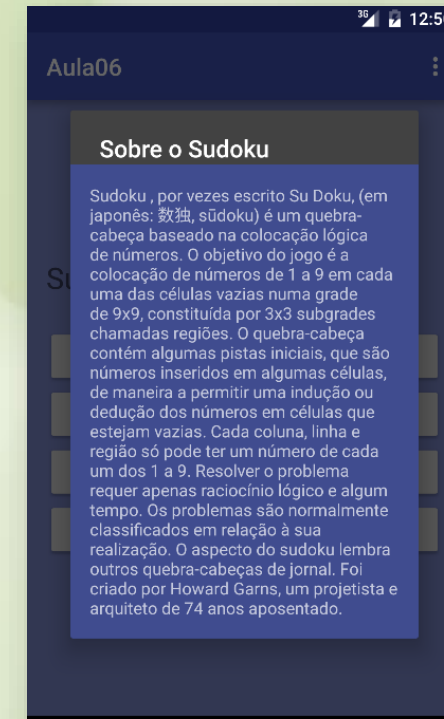 3G 12:50
Aula06
Sobre o Sudoku
Sudoku , por vezes escrito Su Doku, (em
japonês: 数独, sūdoku) é um quebra-
cabeça baseado na colocação lógica
de números. O objetivo do jogo é a
colocação de números de 1 a 9 em cada
uma das células vazias numa grade
de 9x9, constituída por 3x3 subgrades
chamadas regiões. O quebra-cabeça
contém algumas pistas iniciais, que são
números inseridos em algumas células,
de maneira a permitir uma indução ou
dedução dos números em células que
estejam vazias. Cada coluna, linha e
região só pode ter um número de cada
um dos 1 a 9. Resolver o problema
requer apenas raciocínio lógico e algum
tempo. Os problemas são normalmente
classificados em relação à sua
realização. O aspecto do sudoku lembra
outros quebra-cabeças de jornal. Foi
criado por Howard Garns, um projetista e
arquiteto de 74 anos aposentado.